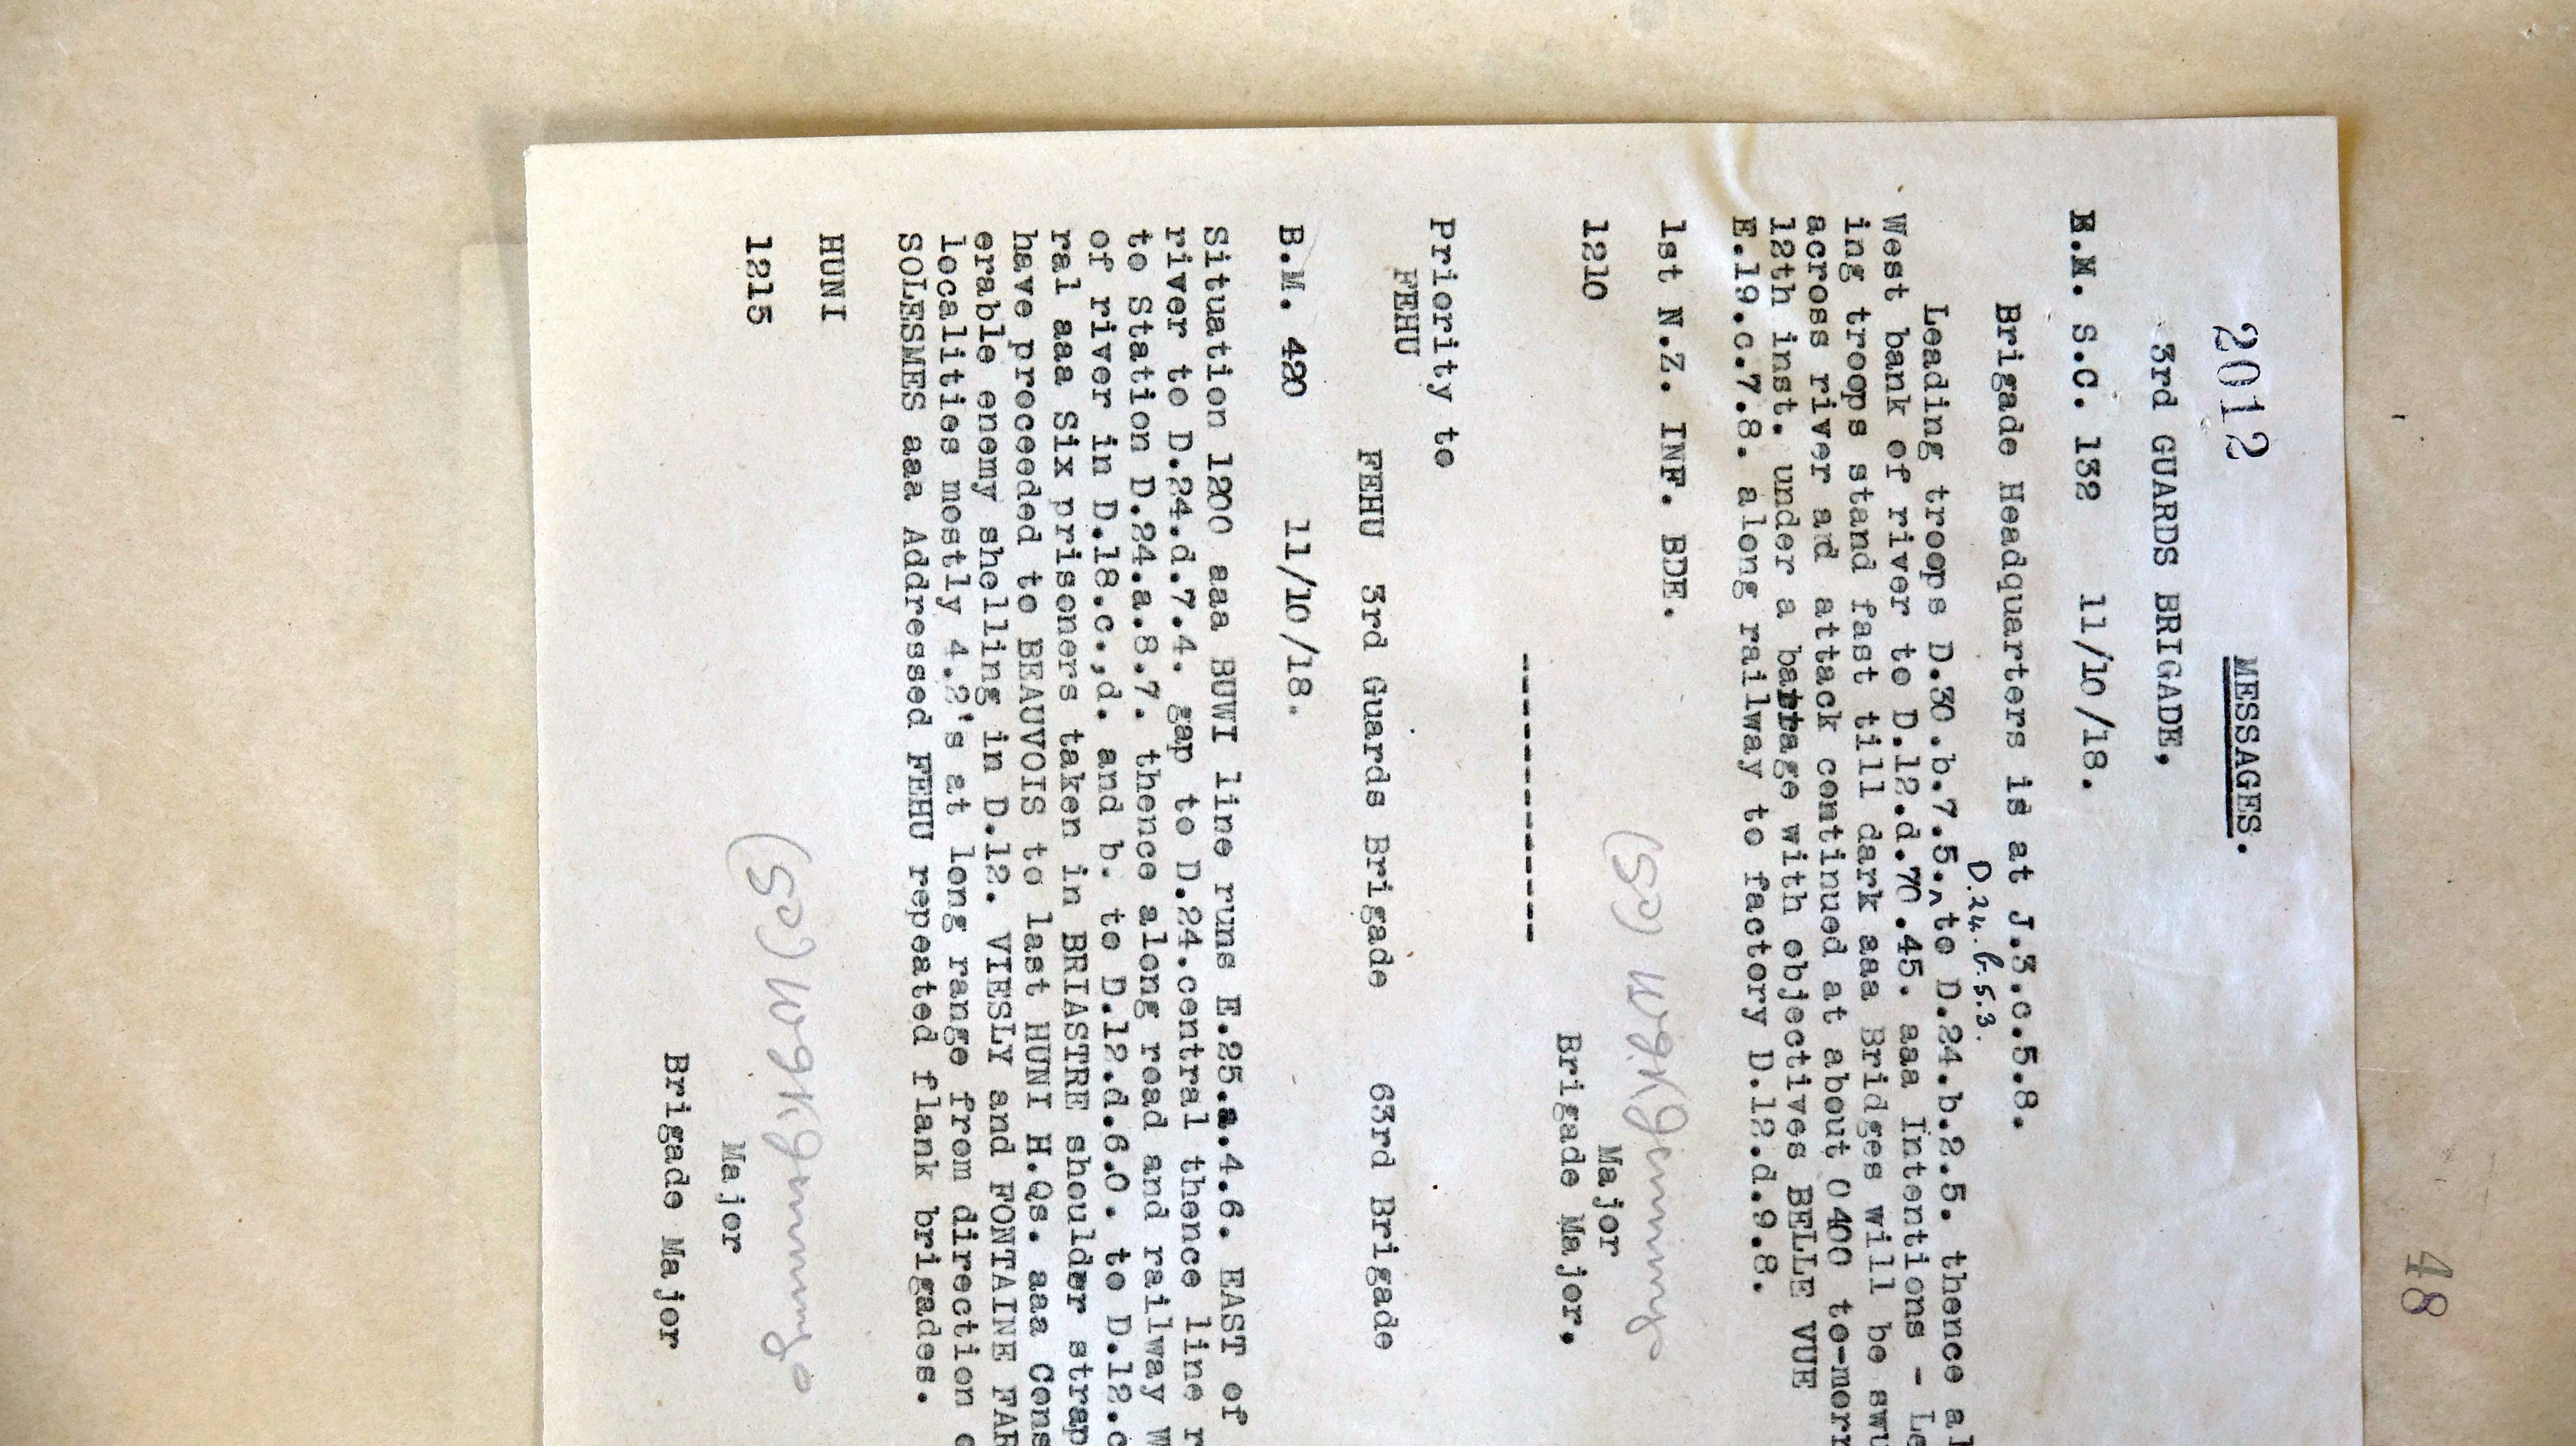 48
2012 MESSAGES.
3rd GUARDS BRIGADE,
B.M. S.C. 132 11/10/18.
Brigade Headquarters is at J.3.c.5.8.
D.24.b.5.3.
Leading troops D.30.b.7.5. to D.24.b.2.5. thence al
West bank of river to D.12.d.70.45. aaa Intentions - Le
ing troops stand fast till dark aaa Bridges will be swu
across river ad attack continued at about 0400 to-morr
12th inst. under a barrage with objectives BELLE VUE
E.19.c.7.8. along railway to factory D.12.d.9.8.
1st N.Z. INF. BDE.
1210
Major
Brigade Major.
Priority to
FEHU
FEHU 3rd Guards Brigade 63rd Brigade
B.M. 420 11/10/18.
Situation 1200 aaa BUWI line runs E.25.a.4.6. EAST of
river to D.24.d.7.4. gap to D.24.central thence line r
to Station D.24.a.8.7. thence along road and railway W
of river in D.18.c.,d. and b. to D.12.d.6.0. to D.12.c
ral aaa Six prisoners taken in BRIASTRE shoulder strap
have proceeded to BEAUVOIS to last HUNI H.Qs. aaa Cons
erable enemy shelling in D.12. VIESLY and FONTAINE FAR
localities mostly 4.2's at long range from direction o
SOLESMES aaa Addressed FEHU repeated flank brigades.
HUNI
1215
Major
Brigade Major